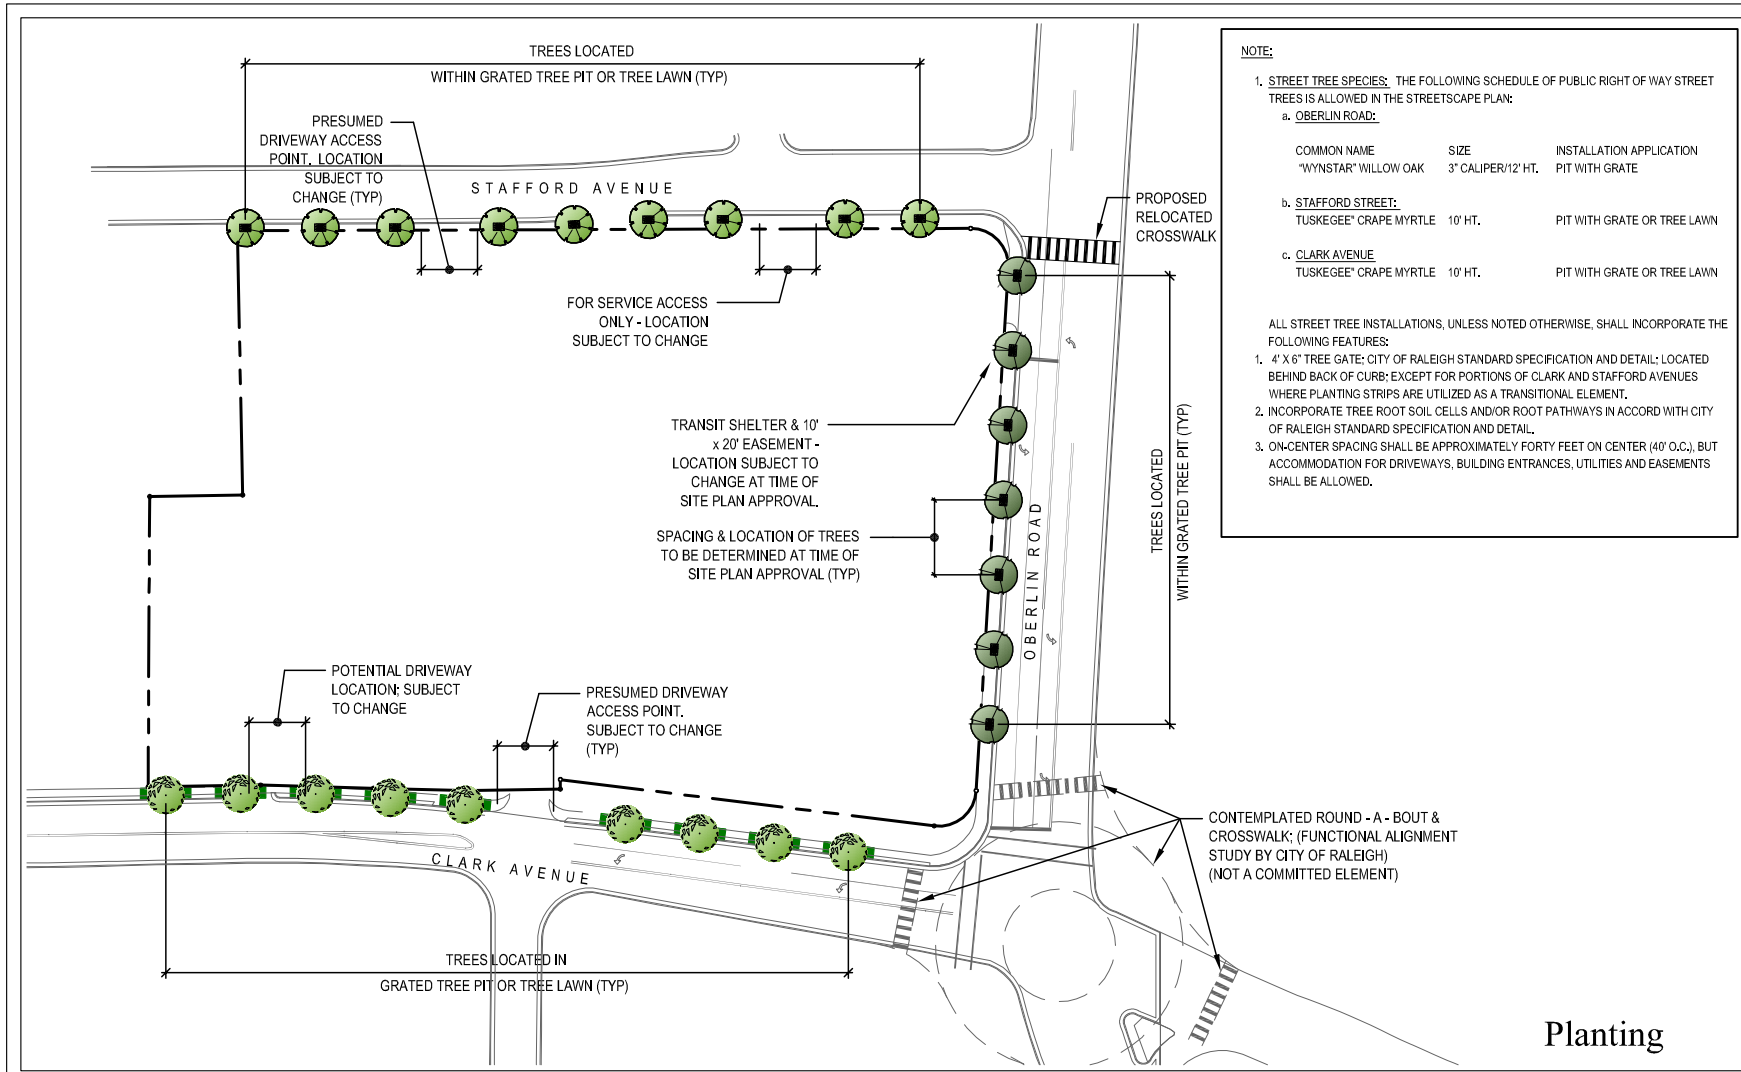 TREES LOCATED
WITHIN GRATED TREE PIT OR TREE LAWN (TYP)
PRESUMED
DRIVEWAY ACCESS
POINT. LOCATION
SUBJECT TO
CHANGE (TYP)
STAFFORD AVENUE
PROPOSED
RELOCATED
CROSSWALK
FOR SERVICE ACCESS
ONLY - LOCATION
SUBJECT TO CHANGE
TRANSIT SHELTER & 10'
x 20' EASEMENT -
LOCATION SUBJECT TO
CHANGE AT TIME OF
SITE PLAN APPROVAL.
SPACING & LOCATION OF TREES
TO BE DETERMINED AT TIME OF
SITE PLAN APPROVAL (TYP)
OBERLIN ROAD
TREES LOCATED
WITHIN GRATED TREE PIT (TYP)
POTENTIAL DRIVEWAY
LOCATION; SUBJECT
TO CHANGE
PRESUMED DRIVEWAY
ACCESS POINT.
SUBJECT TO CHANGE
(TYP)
CLARK AVENUE
TREES LOCATED IN
GRATED TREE PIT OR TREE LAWN (TYP)
CONTEMPLATED ROUND - A - BOUT &
CROSSWALK; (FUNCTIONAL ALIGNMENT
STUDY BY CITY OF RALEIGH)
(NOT A COMMITTED ELEMENT)
NOTE:
1. STREET TREE SPECIES: THE FOLLOWING SCHEDULE OF PUBLIC RIGHT OF WAY STREET
TREES IS ALLOWED IN THE STREETSCAPE PLAN:
a. OBERLIN ROAD:
COMMON NAME SIZE INSTALLATION APPLICATION
"WYNSTAR" WILLOW OAK 3" CALIPER/12' HT. PIT WITH GRATE
b. STAFFORD STREET:
TUSKEGEE" CRAPE MYRTLE 10' HT. PIT WITH GRATE OR TREE LAWN
c. CLARK AVENUE
TUSKEGEE" CRAPE MYRTLE 10' HT. PIT WITH GRATE OR TREE LAWN
ALL STREET TREE INSTALLATIONS, UNLESS NOTED OTHERWISE, SHALL INCORPORATE THE
FOLLOWING FEATURES:
1. 4' X 6" TREE GATE; CITY OF RALEIGH STANDARD SPECIFICATION AND DETAIL; LOCATED
BEHIND BACK OF CURB; EXCEPT FOR PORTIONS OF CLARK AND STAFFORD AVENUES
WHERE PLANTING STRIPS ARE UTILIZED AS A TRANSITIONAL ELEMENT.
2. INCORPORATE TREE ROOT SOIL CELLS AND/OR ROOT PATHWAYS IN ACCORD WITH CITY
OF RALEIGH STANDARD SPECIFICATION AND DETAIL.
3. ON-CENTER SPACING SHALL BE APPROXIMATELY FORTY FEET ON CENTER (40' O.C.), BUT
ACCOMMODATION FOR DRIVEWAYS, BUILDING ENTRANCES, UTILITIES AND EASEMENTS
SHALL BE ALLOWED.
Planting